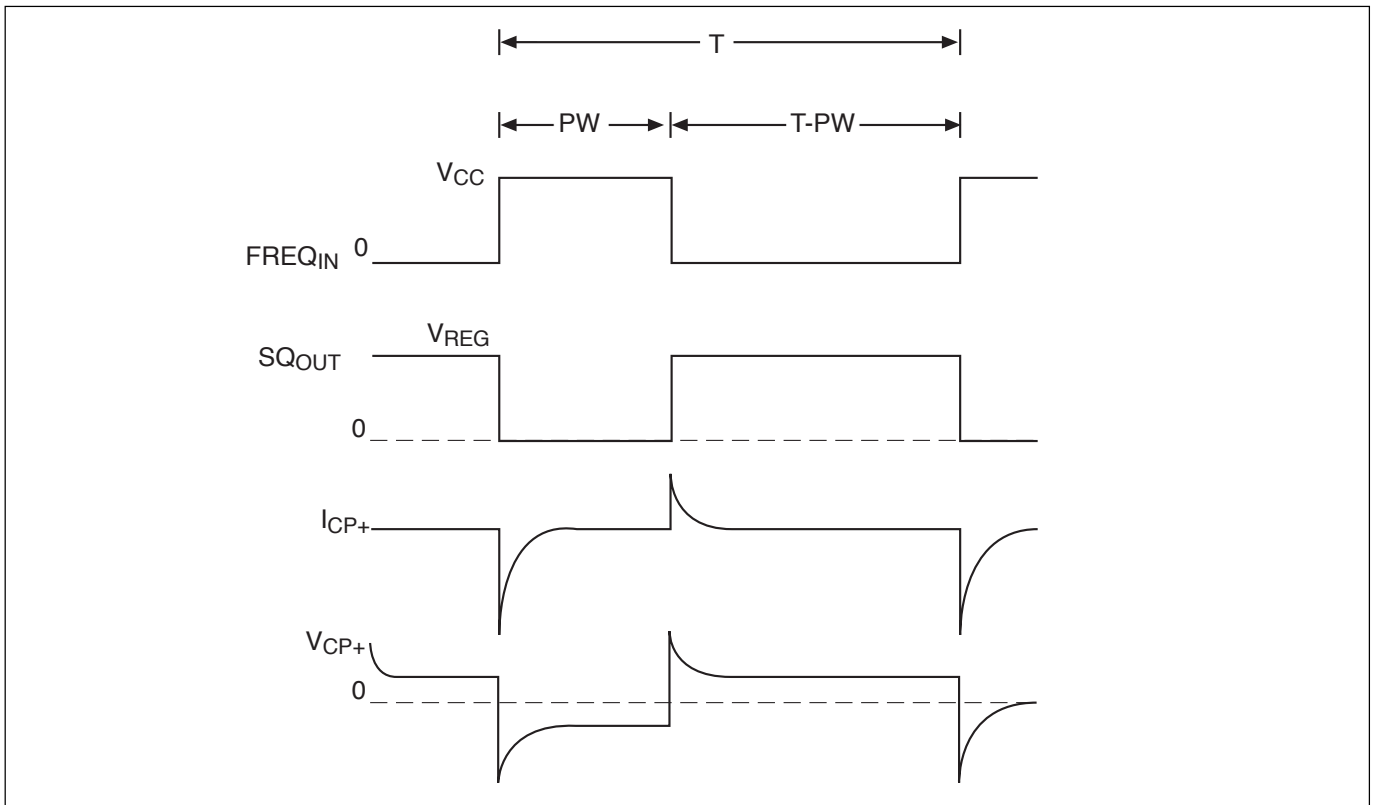 T
PW T-PW
VCC
FREQIN 0
VREG
SQOUT
0
ICP+
VCP+
0